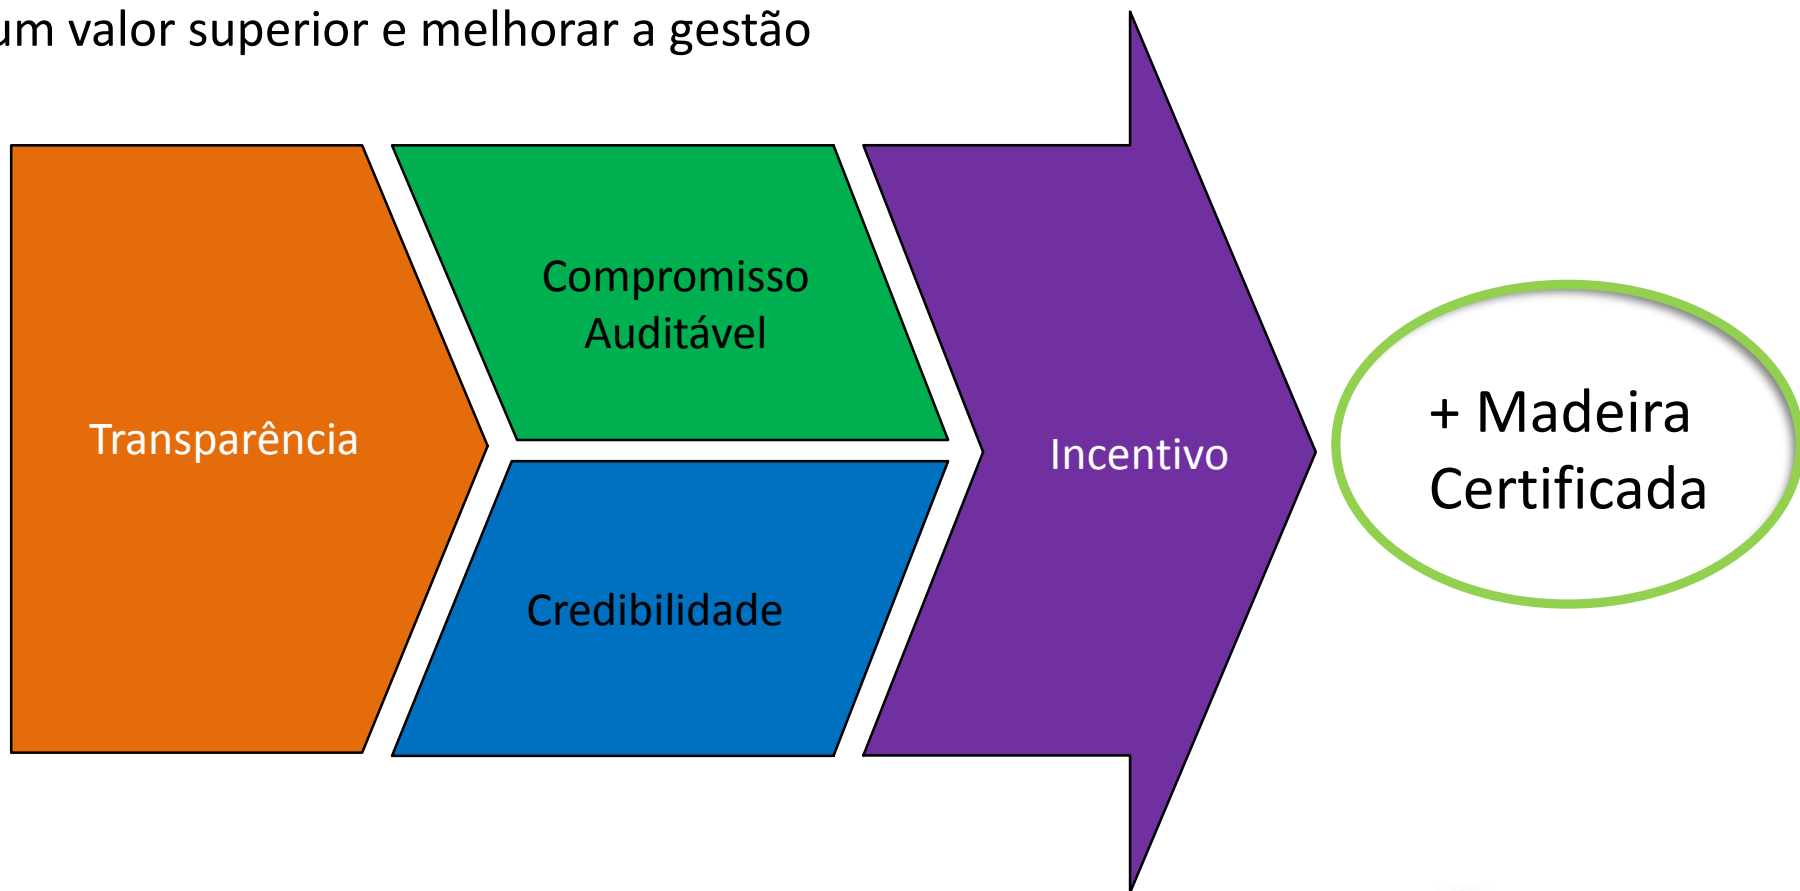 um valor superior e melhorar a gestão
Transparência
Compromisso
Auditável
Credibilidade
Incentivo
+ Madeira
Certificada